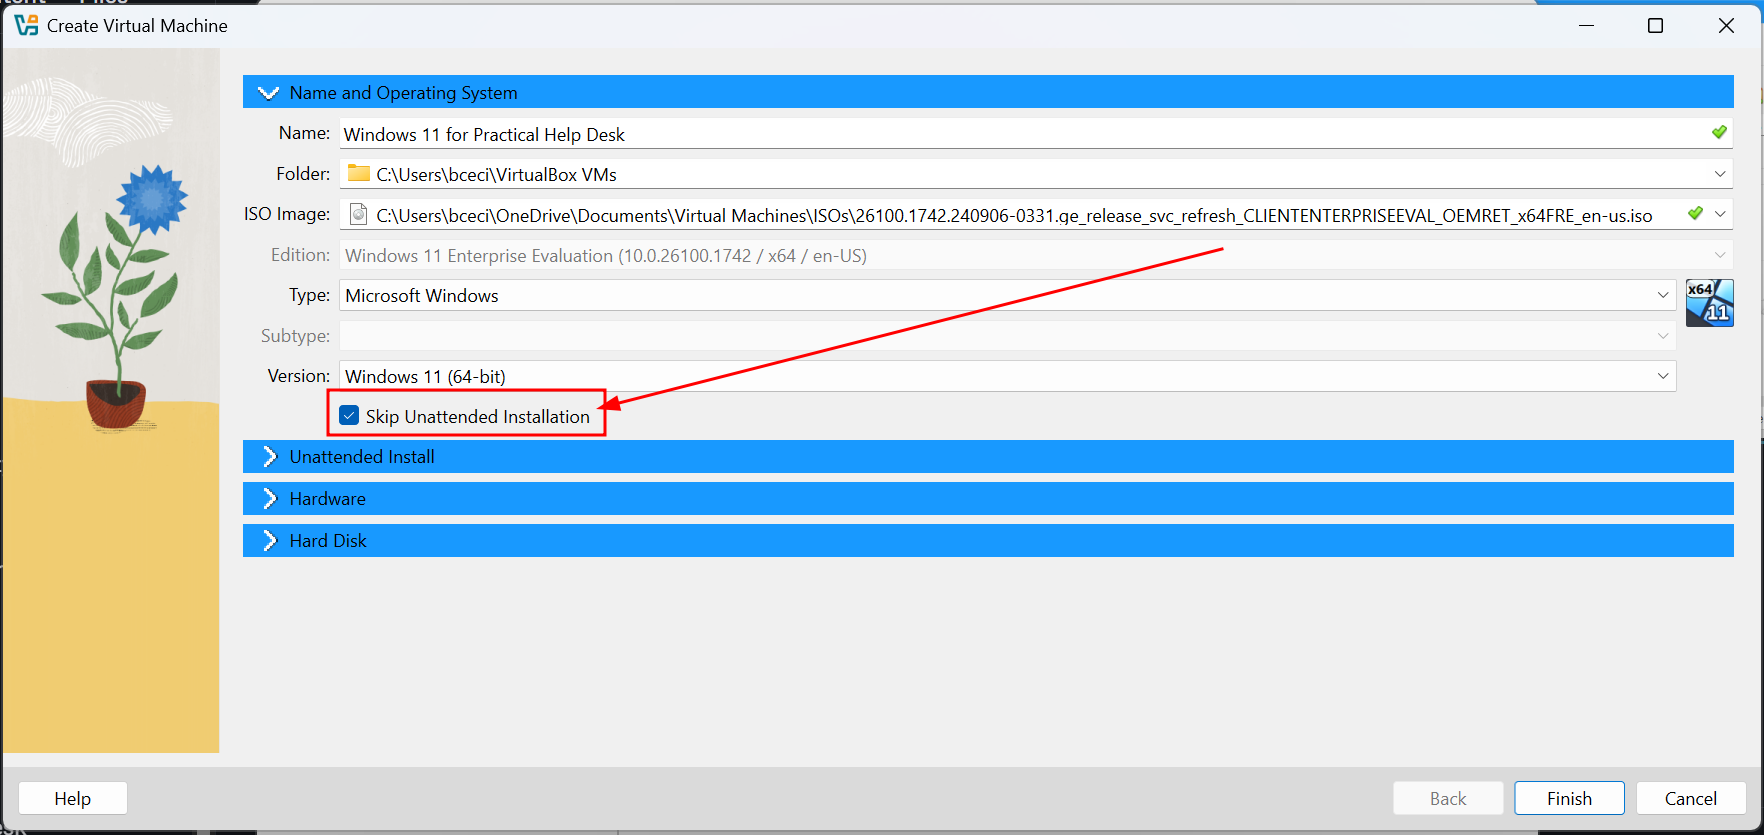 Create Virtual Machine
Name and Operating System
Name: Windows 11 for Practical Help Desk
Folder: C:\Users\bceci\VirtualBox VMs
ISO Image: C:\Users\bceci\OneDrive\Documents\Virtual Machines\ISOs\26100.1742.240906-0331.ge_release_svc_refresh_CLIENTENTERPRISEEVAL_OEMRET_x64FRE_en-us.iso
Edition: Windows 11 Enterprise Evaluation (10.0.26100.1742 / x64 / en-US)
Type: Microsoft Windows
x64
11
Subtype:
Version: Windows 11 (64-bit)
Skip Unattended Installation
Unattended Install
Hardware
Hard Disk
Help Back Finish Cancel